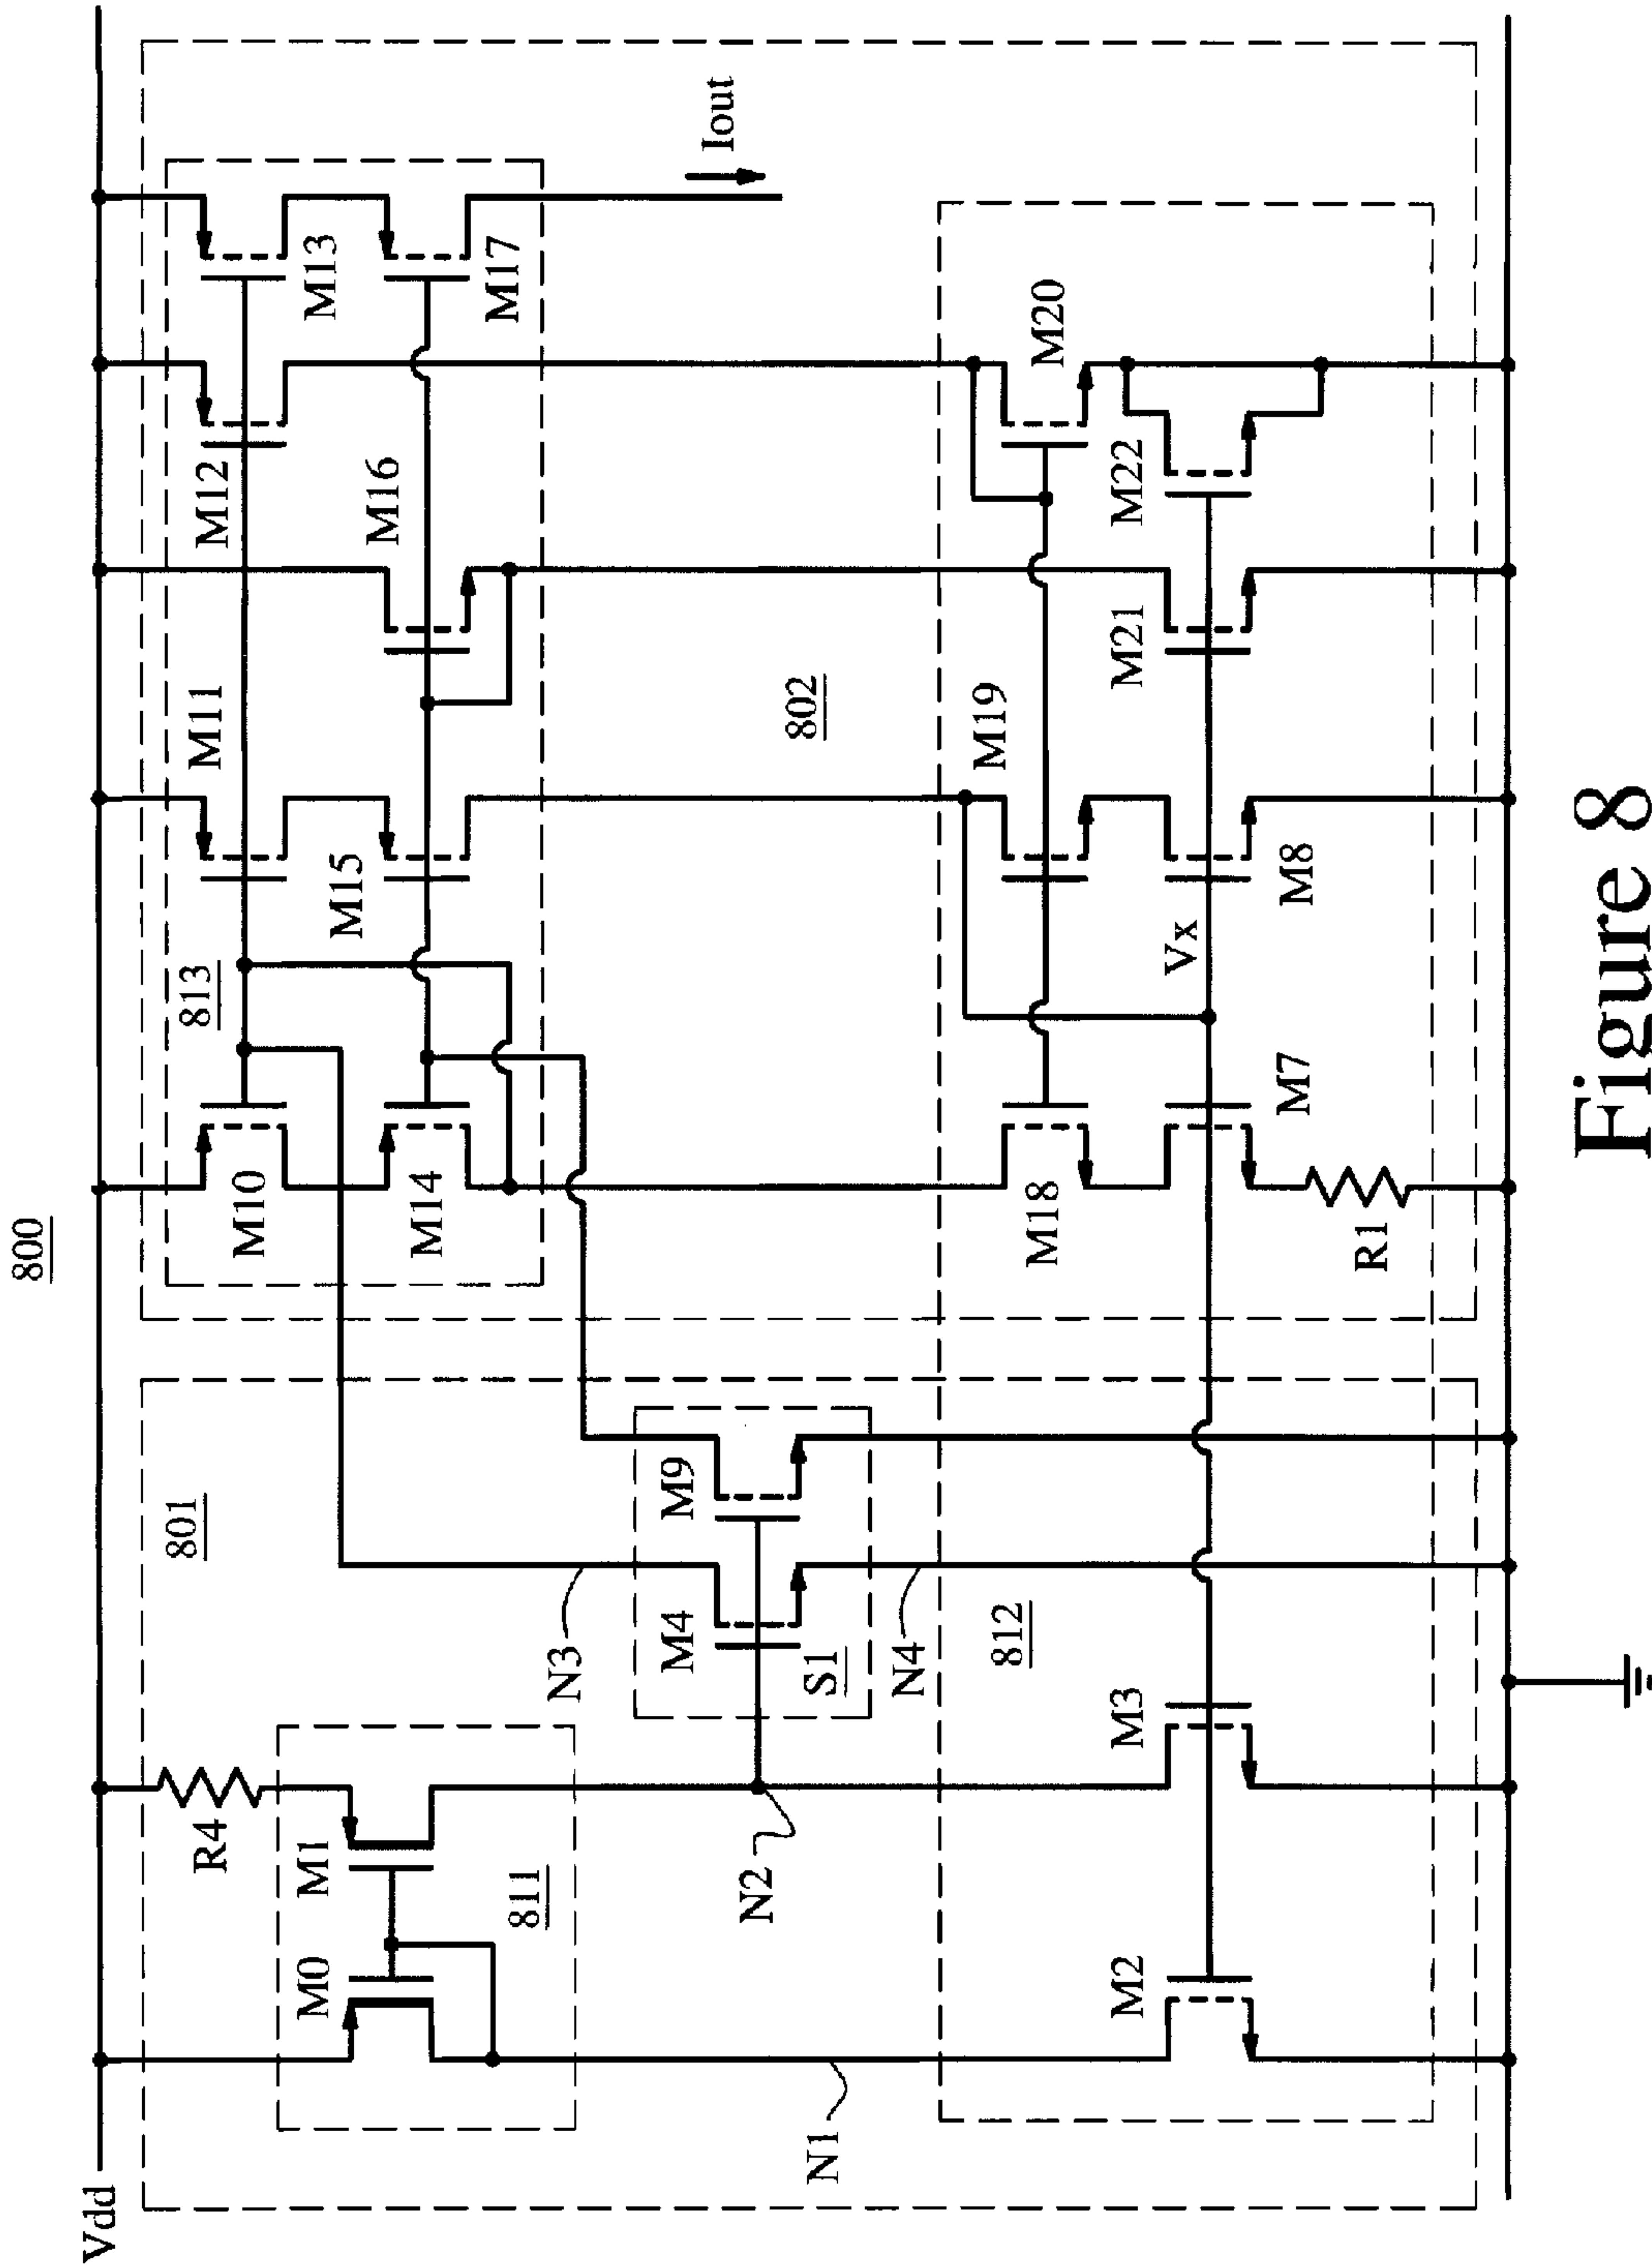 800
Vdd
801
R4
M0
M1
811
N1
N2
N3
M4
M9
S1
N4
812
M2
M3
813
M10
M11
M12
M13
M14
M15
M16
M17
Iout
802
M18
M19
M20
Vx
M7
M8
M21
M22
R1
Figure 8